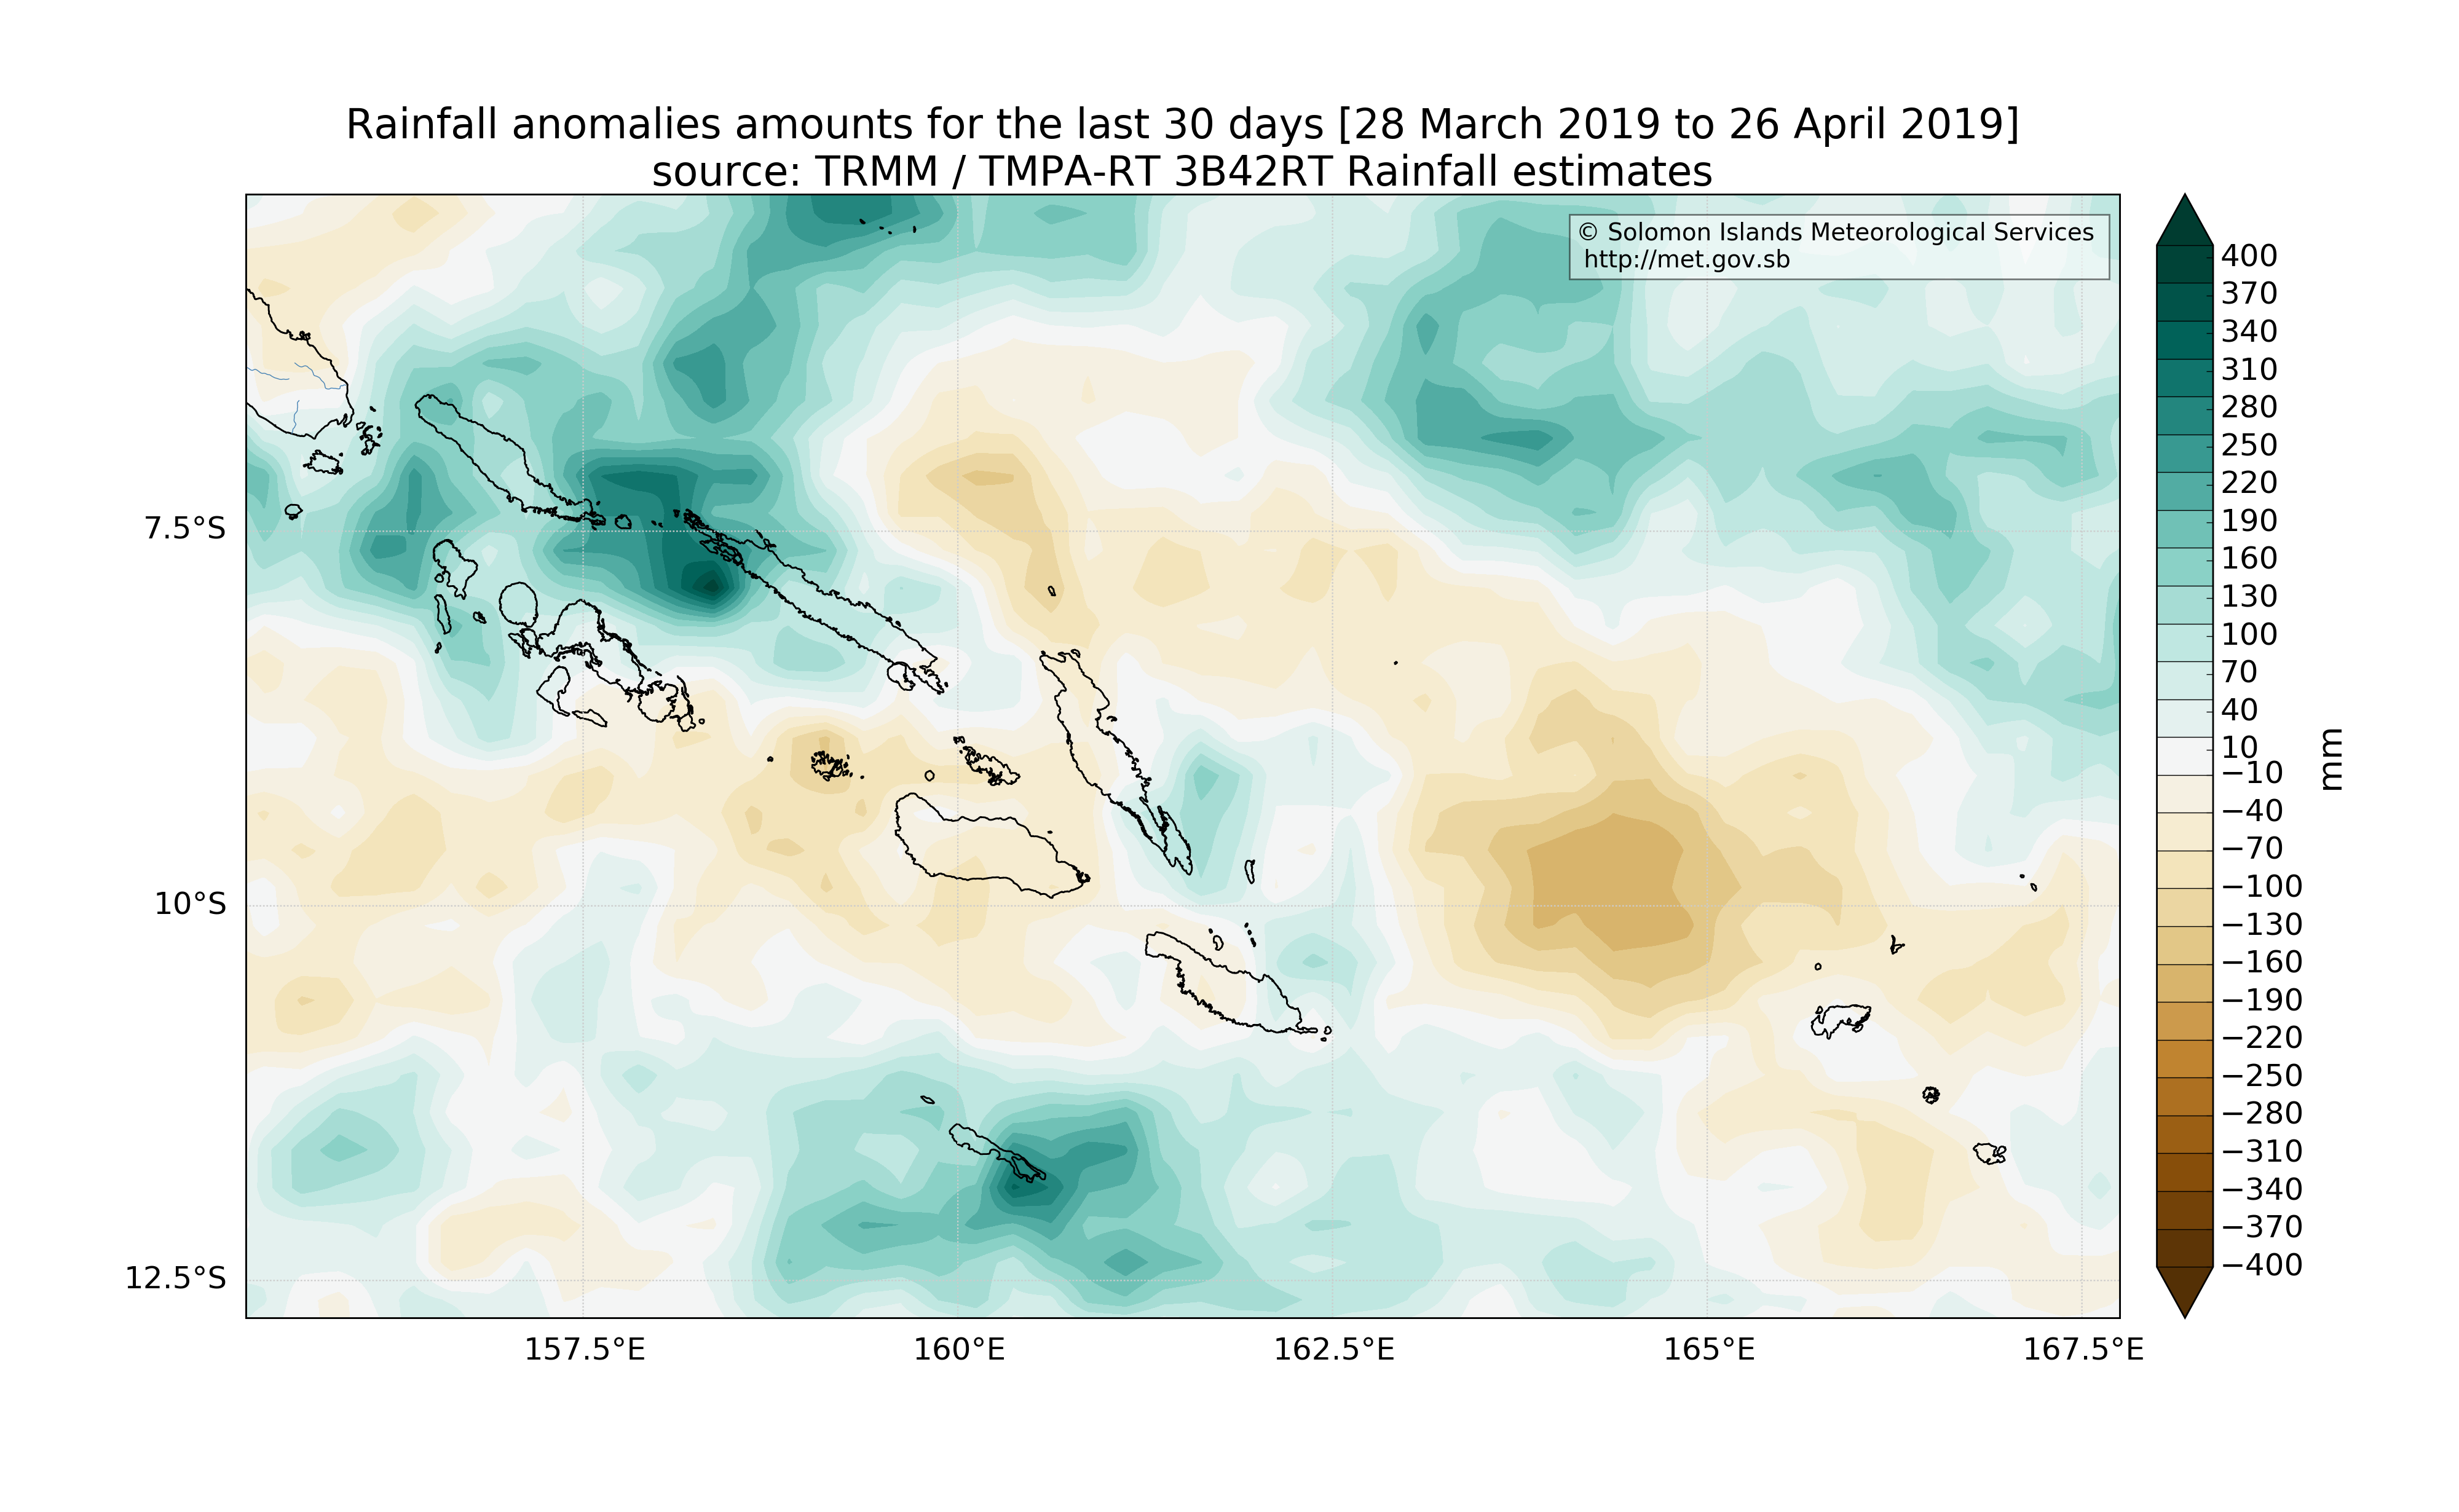 Rainfall anomalies amounts for the last 30 days [28 March 2019 to 26 April 2019]
source: TRMM / TMPA-RT 3B42RT Rainfall estimates
© Solomon Islands Meteorological Services
http://met.gov.sb
7.5°S
10°S
12.5°S
157.5°E
160°E
162.5°E
165°E
167.5°E
400
370
340
310
280
250
220
190
160
130
100
70
40
10
−10
−40
−70
−100
−130
−160
−190
−220
−250
−280
−310
−340
−370
−400
mm